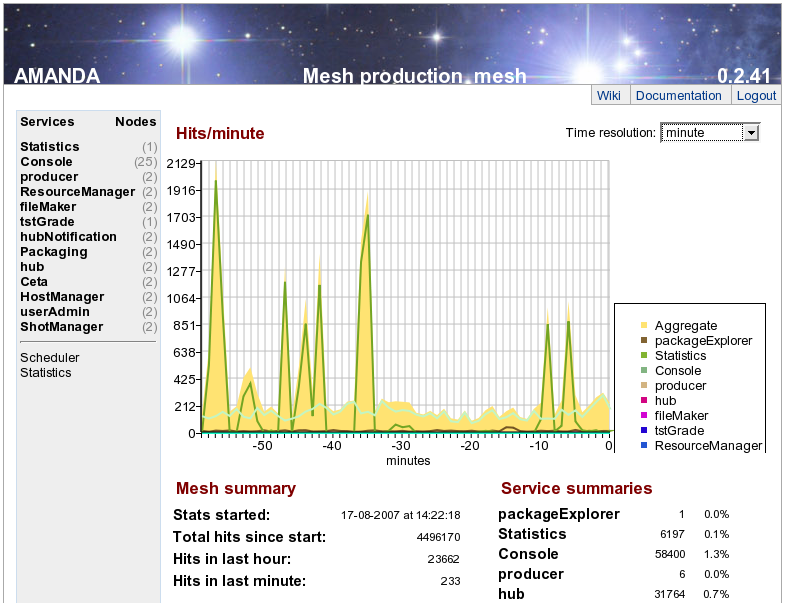 AMANDA Mesh production_mesh 0.2.41
Wiki Documentation Logout
Services Nodes
Statistics (1)
Console (25)
producer (2)
ResourceManager (2)
fileMaker (2)
tstGrade (1)
hubNotification (2)
Packaging (2)
hub (2)
Ceta (2)
HostManager (2)
userAdmin (2)
ShotManager (2)
Scheduler
Statistics
Hits/minute
Time resolution: minute
2129
1916
1703
1490
1277
1064
851
638
425
212
0
-50 -40 -30 -20 -10 0
minutes
Aggregate
packageExplorer
Statistics
Console
producer
hub
fileMaker
tstGrade
ResourceManager
Mesh summary
Stats started: 17-08-2007 at 14:22:18
Total hits since start: 4496170
Hits in last hour: 23662
Hits in last minute: 233
Service summaries
packageExplorer 1 0.0%
Statistics 6197 0.1%
Console 58400 1.3%
producer 6 0.0%
hub 31764 0.7%